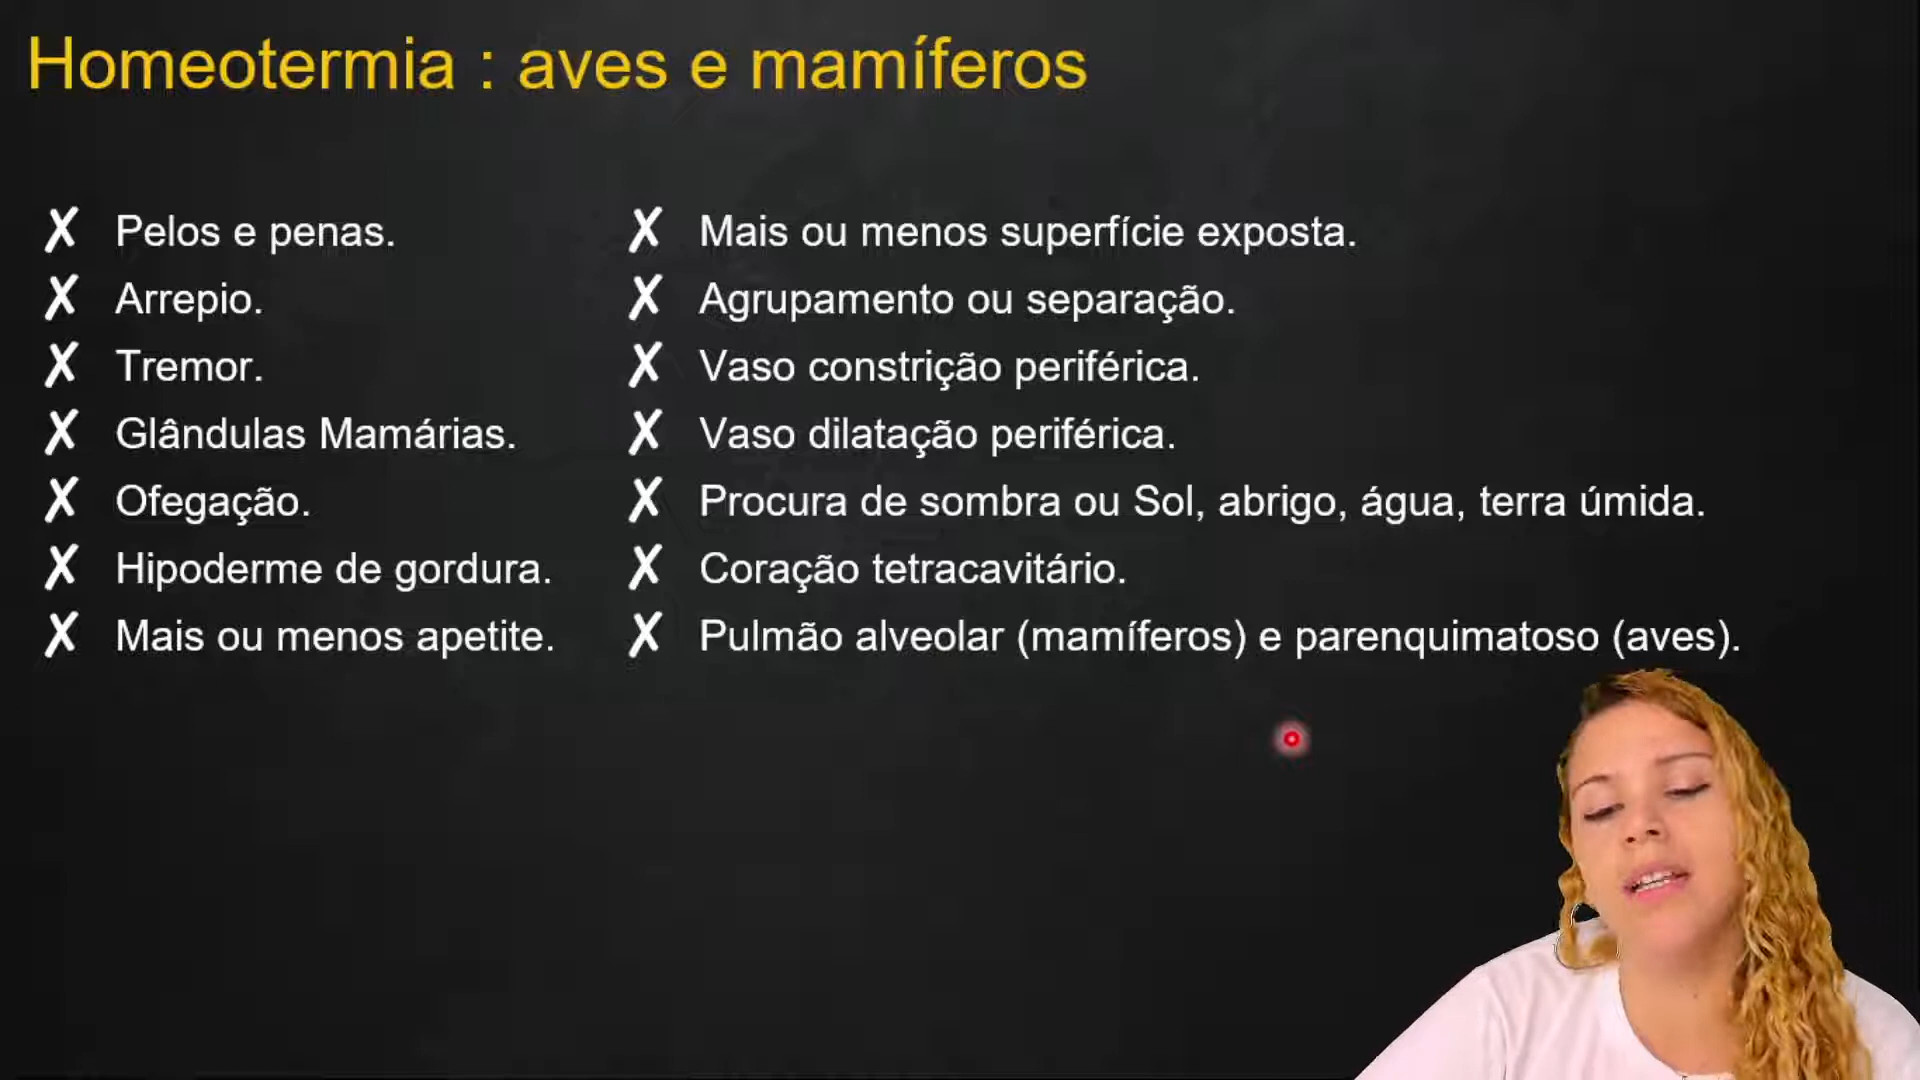 Homeotermia : aves e mamíferos
✗ Pelos e penas.
✗ Arrepio.
✗ Tremor.
✗ Glândulas Mamárias.
✗ Ofegação.
✗ Hipoderme de gordura.
✗ Mais ou menos apetite.
✗ Mais ou menos superfície exposta.
✗ Agrupamento ou separação.
✗ Vaso constrição periférica.
✗ Vaso dilatação periférica.
✗ Procura de sombra ou Sol, abrigo, água, terra úmida.
✗ Coração tetracavitário.
✗ Pulmão alveolar (mamíferos) e parenquimatoso (aves).